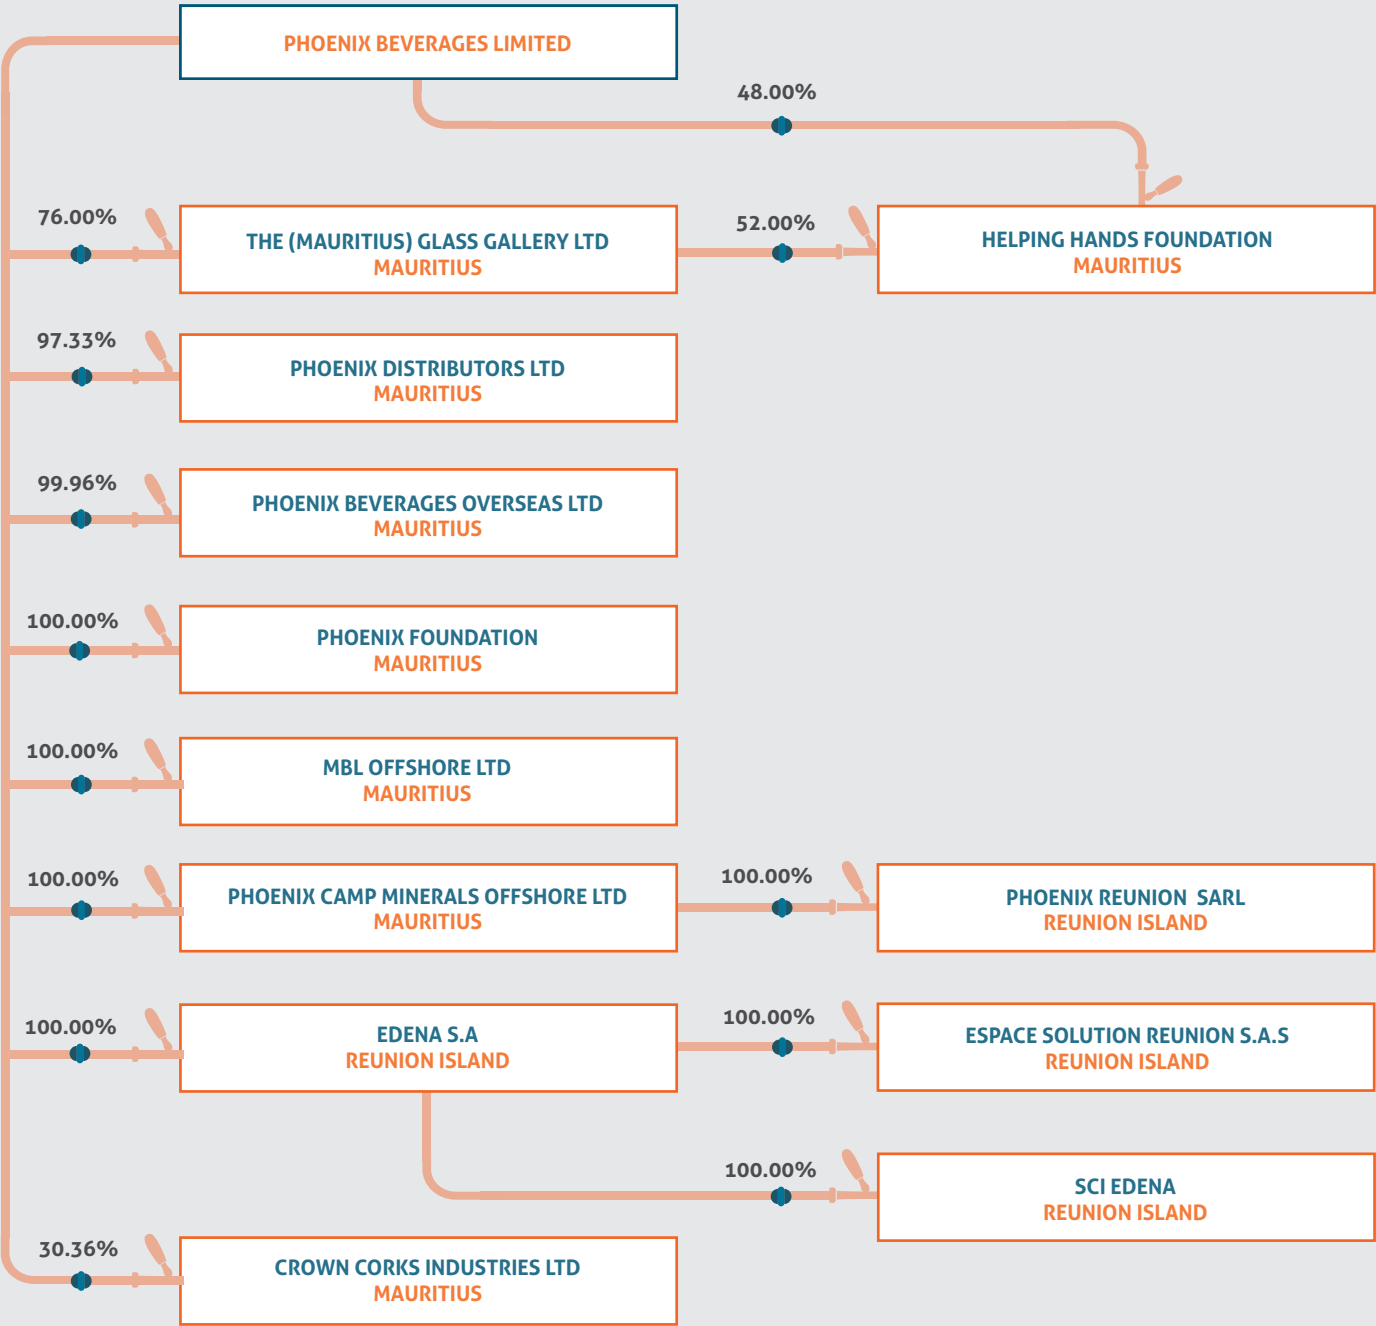 PHOENIX BEVERAGES LIMITED
48.00%
76.00%
THE (MAURITIUS) GLASS GALLERY LTD
MAURITIUS
52.00%
HELPING HANDS FOUNDATION
MAURITIUS
97.33%
PHOENIX DISTRIBUTORS LTD
MAURITIUS
99.96%
PHOENIX BEVERAGES OVERSEAS LTD
MAURITIUS
100.00%
PHOENIX FOUNDATION
MAURITIUS
100.00%
MBL OFFSHORE LTD
MAURITIUS
100.00%
PHOENIX CAMP MINERALS OFFSHORE LTD
MAURITIUS
100.00%
PHOENIX REUNION SARL
REUNION ISLAND
100.00%
EDENA S.A
REUNION ISLAND
100.00%
ESPACE SOLUTION REUNION S.A.S
REUNION ISLAND
100.00%
SCI EDENA
REUNION ISLAND
30.36%
CROWN CORKS INDUSTRIES LTD
MAURITIUS